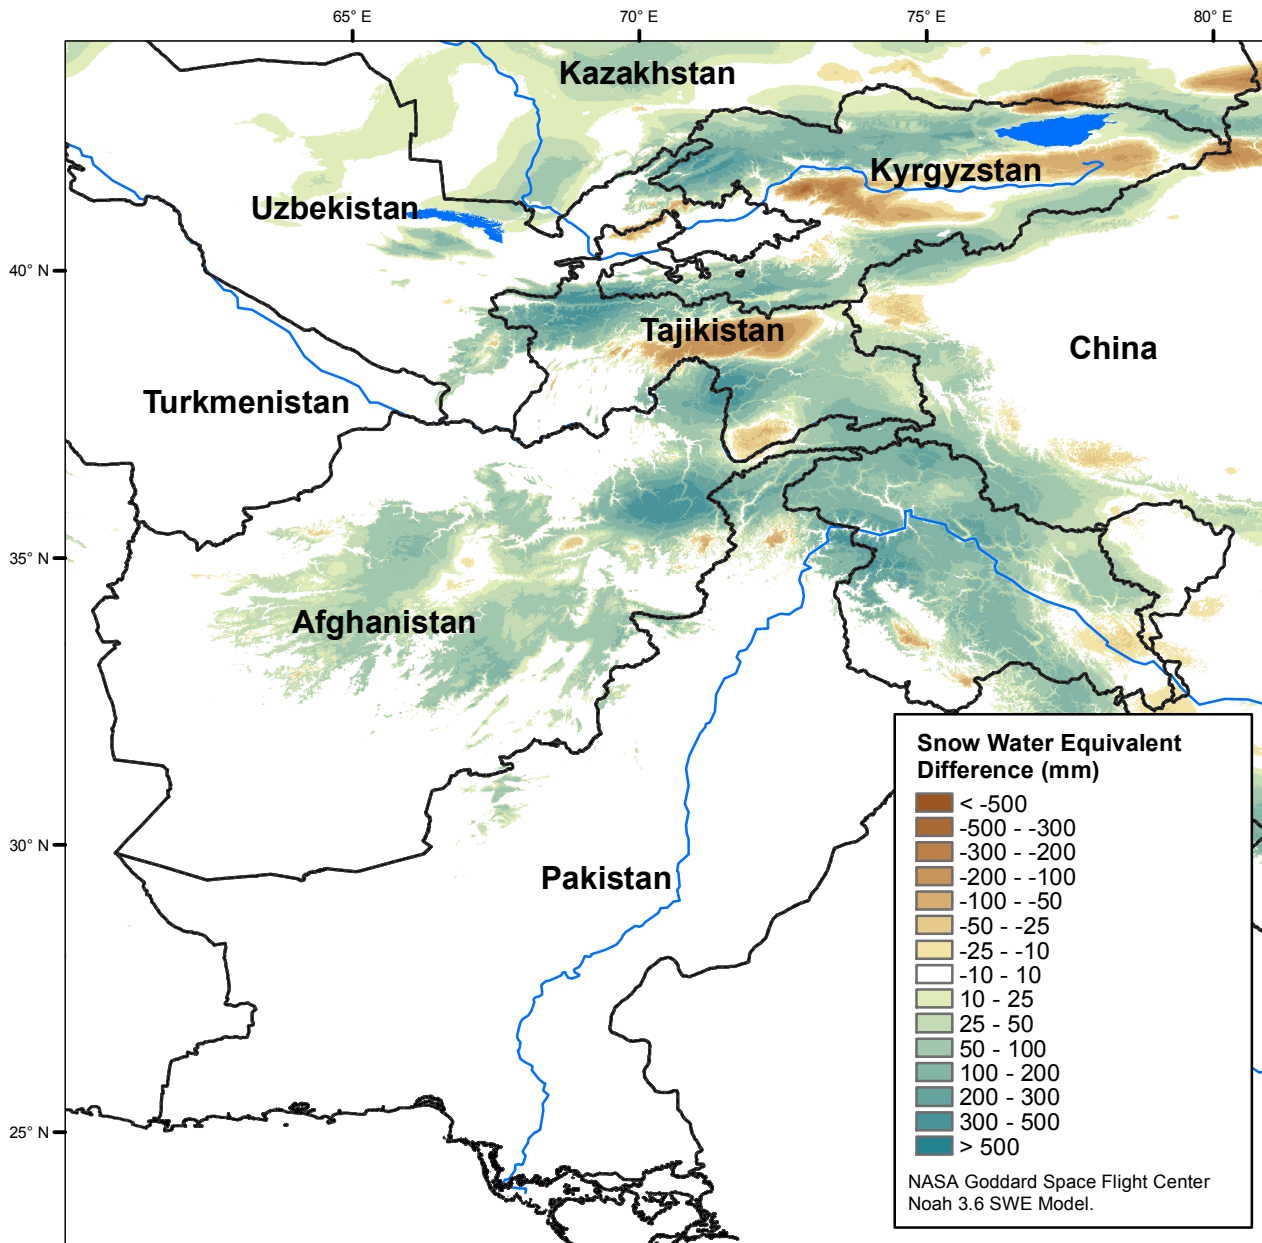 65° E
70° E
75° E
80° E
Kazakhstan
Kyrgyzstan
Uzbekistan
40° N
Tajikistan
China
Turkmenistan
35° N
Afghanistan
Snow Water Equivalent
Difference (mm)
< -500
-500 - -300
-300 - -200
-200 - -100
-100 - -50
-50 - -25
-25 - -10
-10 - 10
10 - 25
25 - 50
50 - 100
100 - 200
200 - 300
300 - 500
> 500
NASA Goddard Space Flight Center
Noah 3.6 SWE Model.
30° N
Pakistan
25° N